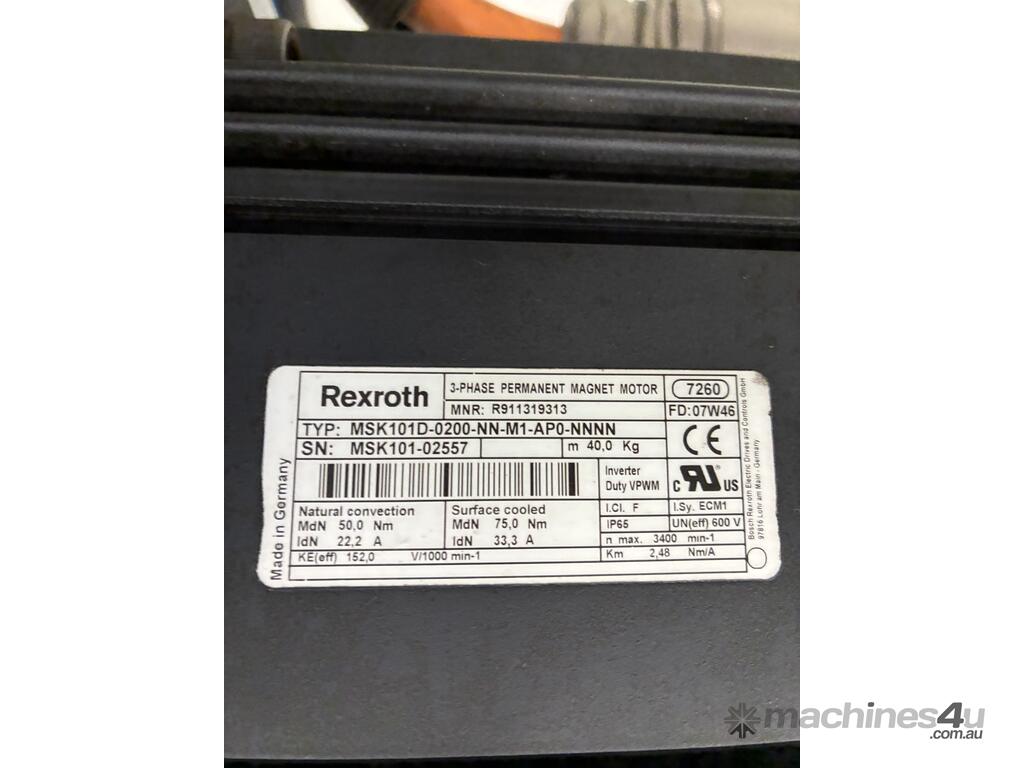 Rexroth
3-PHASE PERMANENT MAGNET MOTOR
7260
MNR: R911319313
FD:07W46
TYP: MSK101D-0200-NN-M1-AP0-NNNN
SN: MSK101-02557
m 40,0 Kg
CE
Inverter
Duty VPWM
c RU US
Natural convection
MdN 50,0 Nm
IdN 22,2 A
Surface cooled
MdN 75,0 Nm
IdN 33,3 A
I.Cl. F
I.Sy. ECM1
IP65
UN(eff) 600 V
n max. 3400 min-1
KE(eff) 152,0 V/1000 min-1
Km 2,48 Nm/A
Made in Germany
Bosch Rexroth Electric Drives and Controls GmbH
97816 Lohr am Main - Germany
machines4u
.com.au